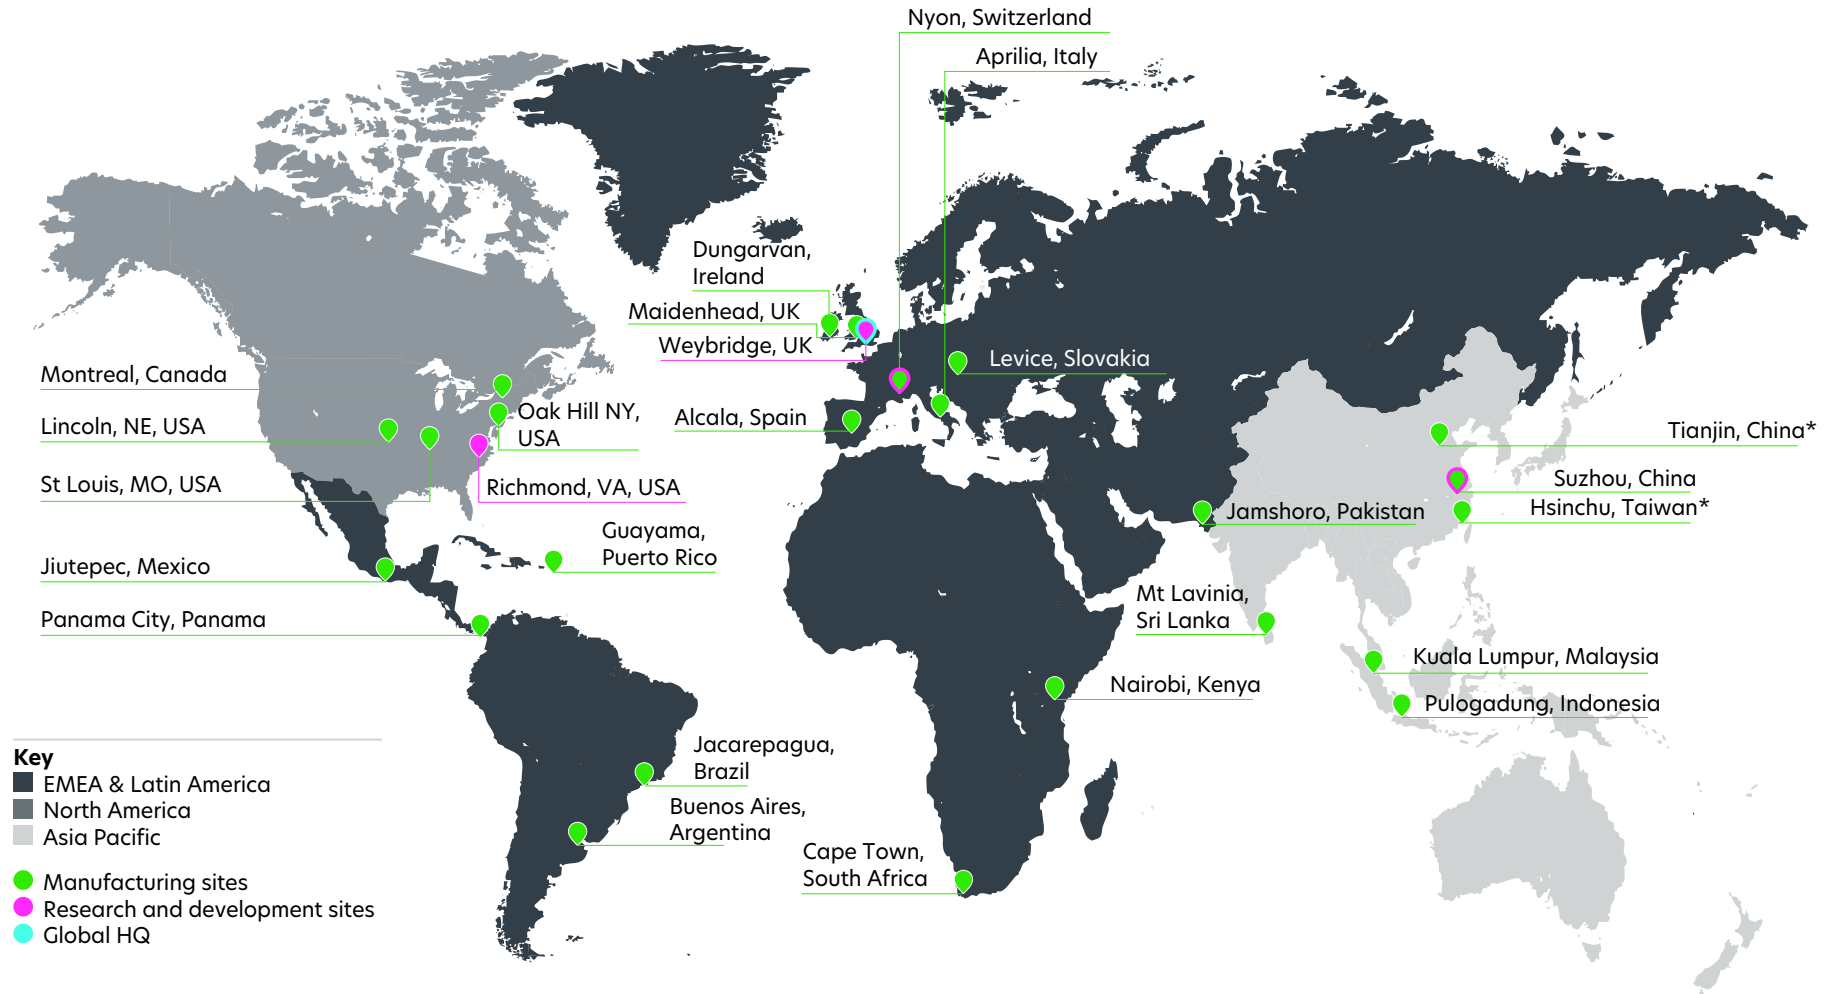 Nyon, Switzerland
Aprilia, Italy
Dungarvan,
Ireland
Maidenhead, UK
Weybridge, UK
Levice, Slovakia
Alcala, Spain
Montreal, Canada
Lincoln, NE, USA
St Louis, MO, USA
Oak Hill NY,
USA
Richmond, VA, USA
Guayama,
Puerto Rico
Jiutepec, Mexico
Panama City, Panama
Tianjin, China*
Suzhou, China
Hsinchu, Taiwan*
Jamshoro, Pakistan
Mt Lavinia,
Sri Lanka
Kuala Lumpur, Malaysia
Pulogadung, Indonesia
Nairobi, Kenya
Jacarepagua,
Brazil
Buenos Aires,
Argentina
Cape Town,
South Africa
Key
EMEA & Latin America
North America
Asia Pacific
Manufacturing sites
Research and development sites
Global HQ